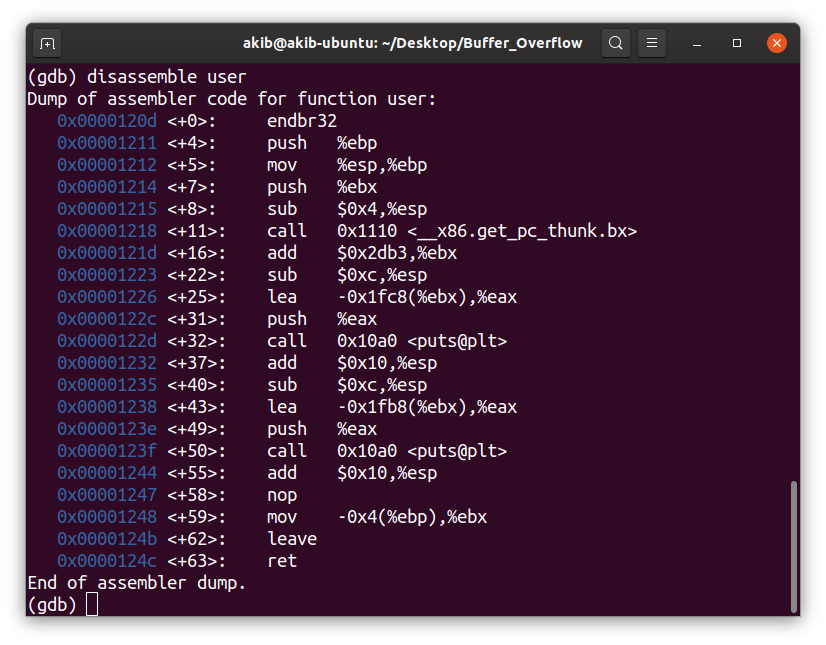 akib@akib-ubuntu: ~/Desktop/Buffer_Overflow
(gdb) disassemble user
Dump of assembler code for function user:
   0x0000120d <+0>:     endbr32
   0x00001211 <+4>:     push   %ebp
   0x00001212 <+5>:     mov    %esp,%ebp
   0x00001214 <+7>:     push   %ebx
   0x00001215 <+8>:     sub    $0x4,%esp
   0x00001218 <+11>:    call   0x1110 <__x86.get_pc_thunk.bx>
   0x0000121d <+16>:    add    $0x2db3,%ebx
   0x00001223 <+22>:    sub    $0xc,%esp
   0x00001226 <+25>:    lea    -0x1fc8(%ebx),%eax
   0x0000122c <+31>:    push   %eax
   0x0000122d <+32>:    call   0x10a0 <puts@plt>
   0x00001232 <+37>:    add    $0x10,%esp
   0x00001235 <+40>:    sub    $0xc,%esp
   0x00001238 <+43>:    lea    -0x1fb8(%ebx),%eax
   0x0000123e <+49>:    push   %eax
   0x0000123f <+50>:    call   0x10a0 <puts@plt>
   0x00001244 <+55>:    add    $0x10,%esp
   0x00001247 <+58>:    nop
   0x00001248 <+59>:    mov    -0x4(%ebp),%ebx
   0x0000124b <+62>:    leave
   0x0000124c <+63>:    ret
End of assembler dump.
(gdb)